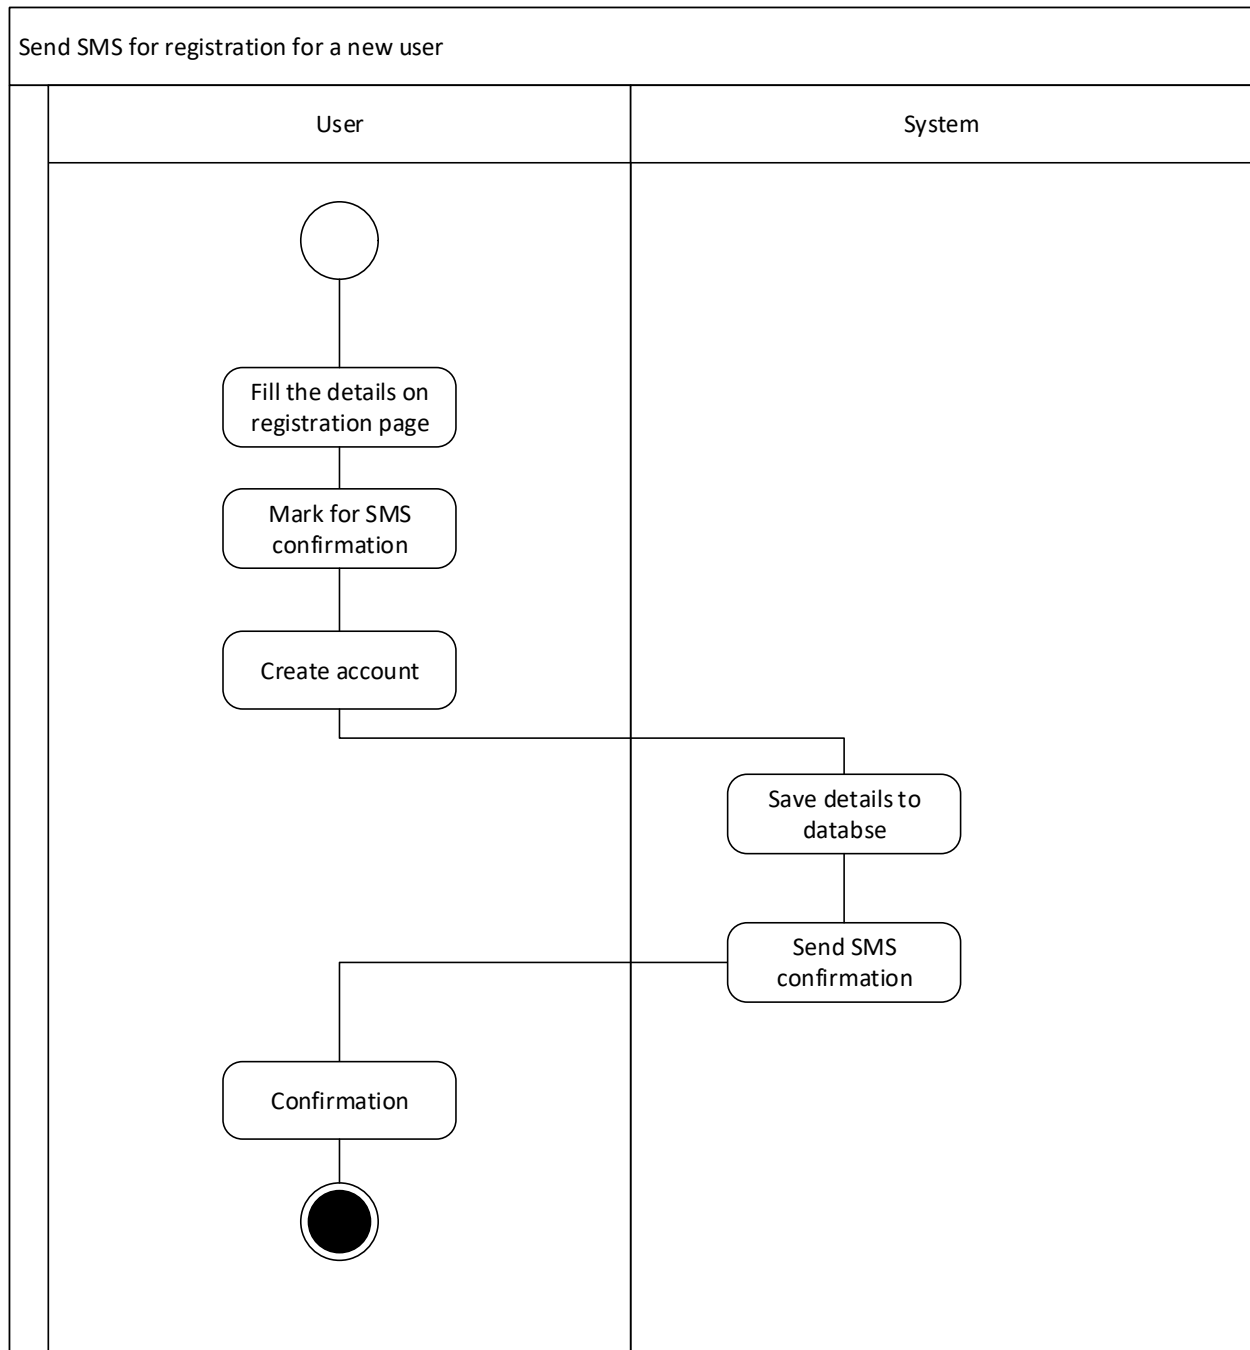 Send SMS for registration for a new user
User
System
Fill the details on
registration page
Mark for SMS
confirmation
Create account
Save details to
databse
Send SMS
confirmation
Confirmation